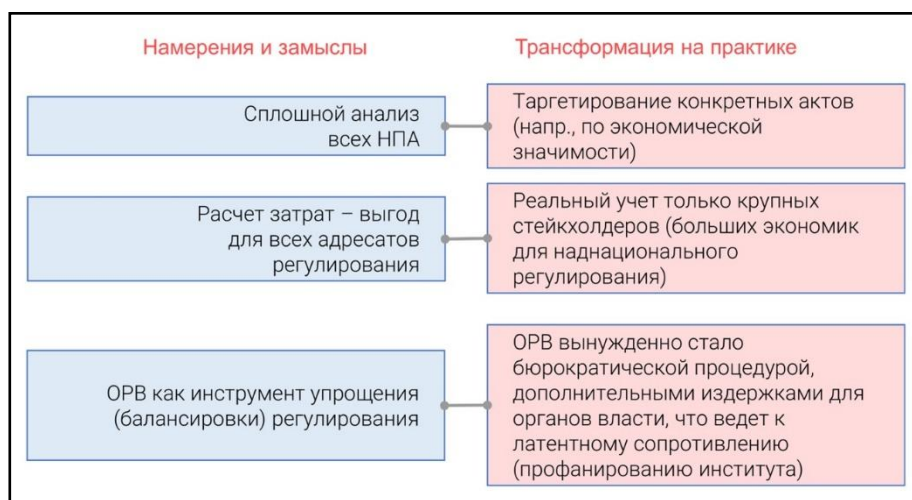 Намерения и замыслы
Трансформация на практике
Сплошной анализ
всех НПА
Таргетирование конкретных актов
(напр., по экономической
значимости)
Расчет затрат – выгод
для всех адресатов
регулирования
Реальный учет только крупных
стейкхолдеров (больших экономик
для наднационального
регулирования)
ОРВ как инструмент упрощения
(балансировки) регулирования
ОРВ вынужденно стало
бюрократической процедурой,
дополнительными издержками для
органов власти, что ведет к
латентному сопротивлению
(профанированию института)